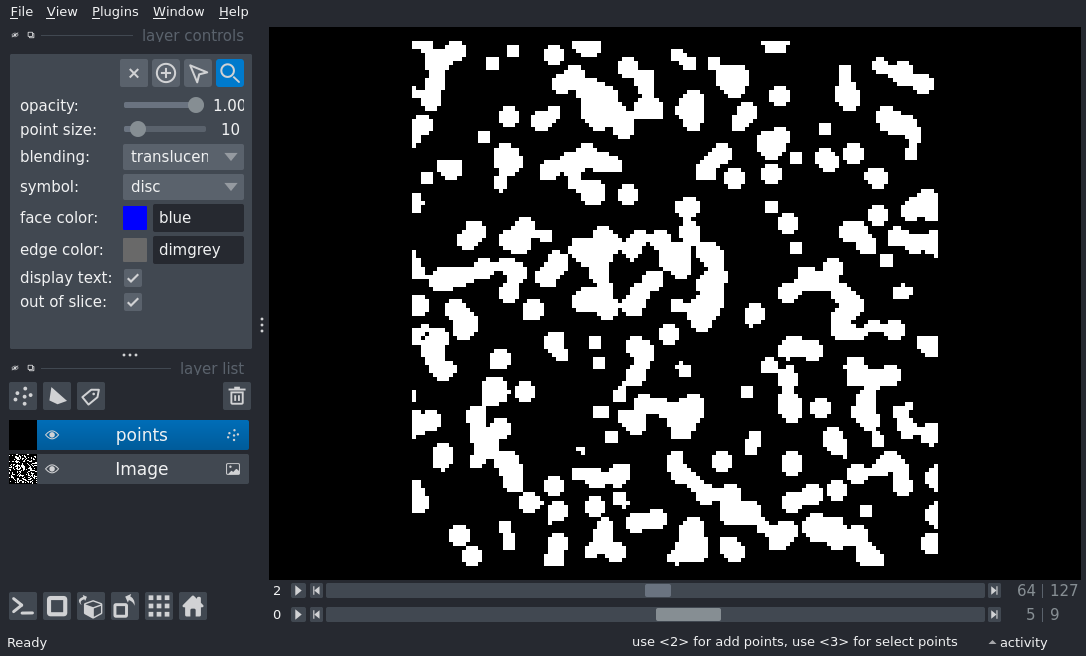 File View Plugins Window Help
layer controls
opacity: 1.00
point size: 10
blending: translucen
symbol: disc
face color: blue
edge color: dimgrey
display text:
out of slice:
layer list
points
Image
2 64 | 127
0 5 | 9
Ready use <2> for add points, use <3> for select points activity